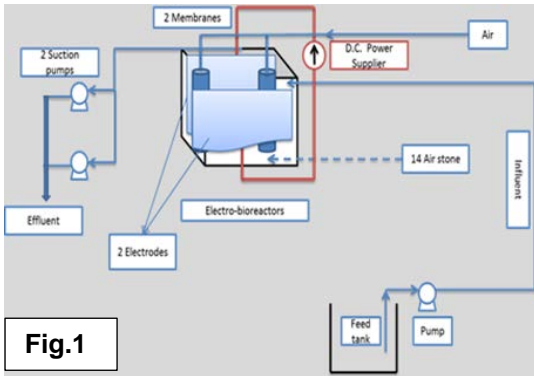 2 Membranes
Air
2 Suction
pumps
D.C. Power
Supplier
14 Air stone
Influent
Effluent
Electro-bioreactors
2 Electrodes
Feed
tank
Pump
Fig.1